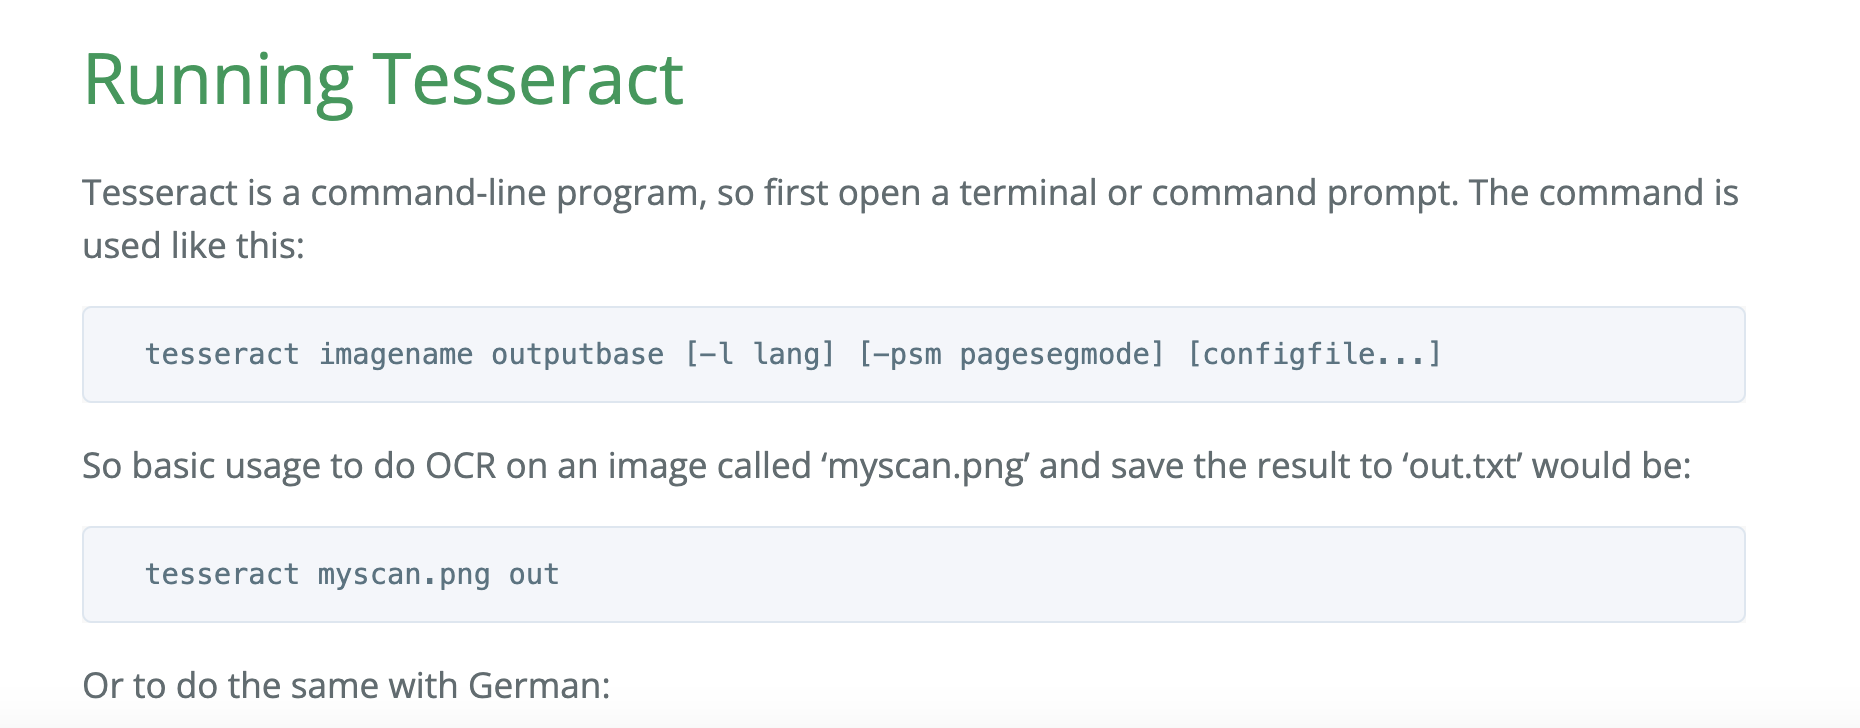 Running Tesseract
Tesseract is a command-line program, so first open a terminal or command prompt. The command is
used like this:
tesseract imagename outputbase [-l lang] [-psm pagesegmode] [configfile...]
So basic usage to do OCR on an image called ‘myscan.png’ and save the result to ‘out.txt’ would be:
tesseract myscan.png out
Or to do the same with German: